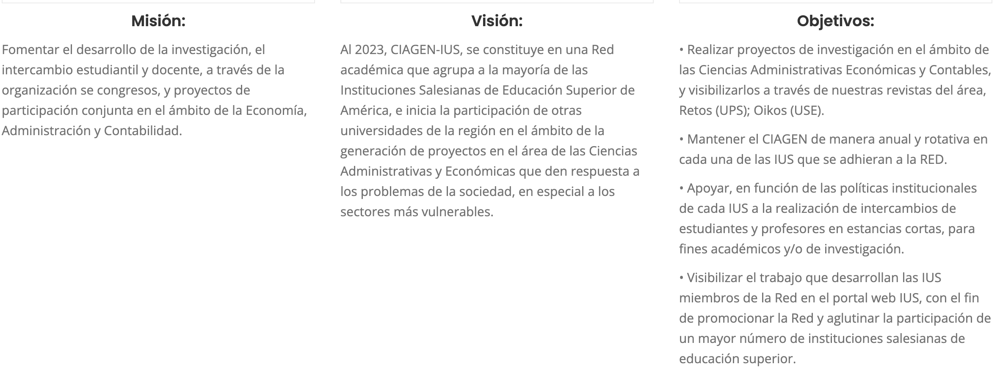 Misión:
Fomentar el desarrollo de la investigación, el
intercambio estudiantil y docente, a través de la
organización se congresos, y proyectos de
participación conjunta en el ámbito de la Economía,
Administración y Contabilidad.
Visión:
Al 2023, CIAGEN-IUS, se constituye en una Red
académica que agrupa a la mayoría de las
Instituciones Salesianas de Educación Superior de
América, e inicia la participación de otras
universidades de la región en el ámbito de la
generación de proyectos en el área de las Ciencias
Administrativas y Económicas que den respuesta a
los problemas de la sociedad, en especial a los
sectores más vulnerables.
Objetivos:
• Realizar proyectos de investigación en el ámbito de
las Ciencias Administrativas Económicas y Contables,
y visibilizarlos a través de nuestras revistas del área,
Retos (UPS); Oikos (USE).
• Mantener el CIAGEN de manera anual y rotativa en
cada una de las IUS que se adhieran a la RED.
• Apoyar, en función de las políticas institucionales
de cada IUS a la realización de intercambios de
estudiantes y profesores en estancias cortas, para
fines académicos y/o de investigación.
• Visibilizar el trabajo que desarrollan las IUS
miembros de la Red en el portal web IUS, con el fin
de promocionar la Red y aglutinar la participación de
un mayor número de instituciones salesianas de
educación superior.